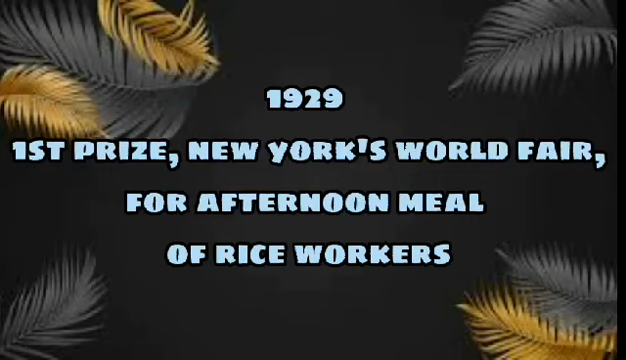 1929
1ST PRIZE, NEW YORK'S WORLD FAIR,
FOR AFTERNOON MEAL
OF RICE WORKERS